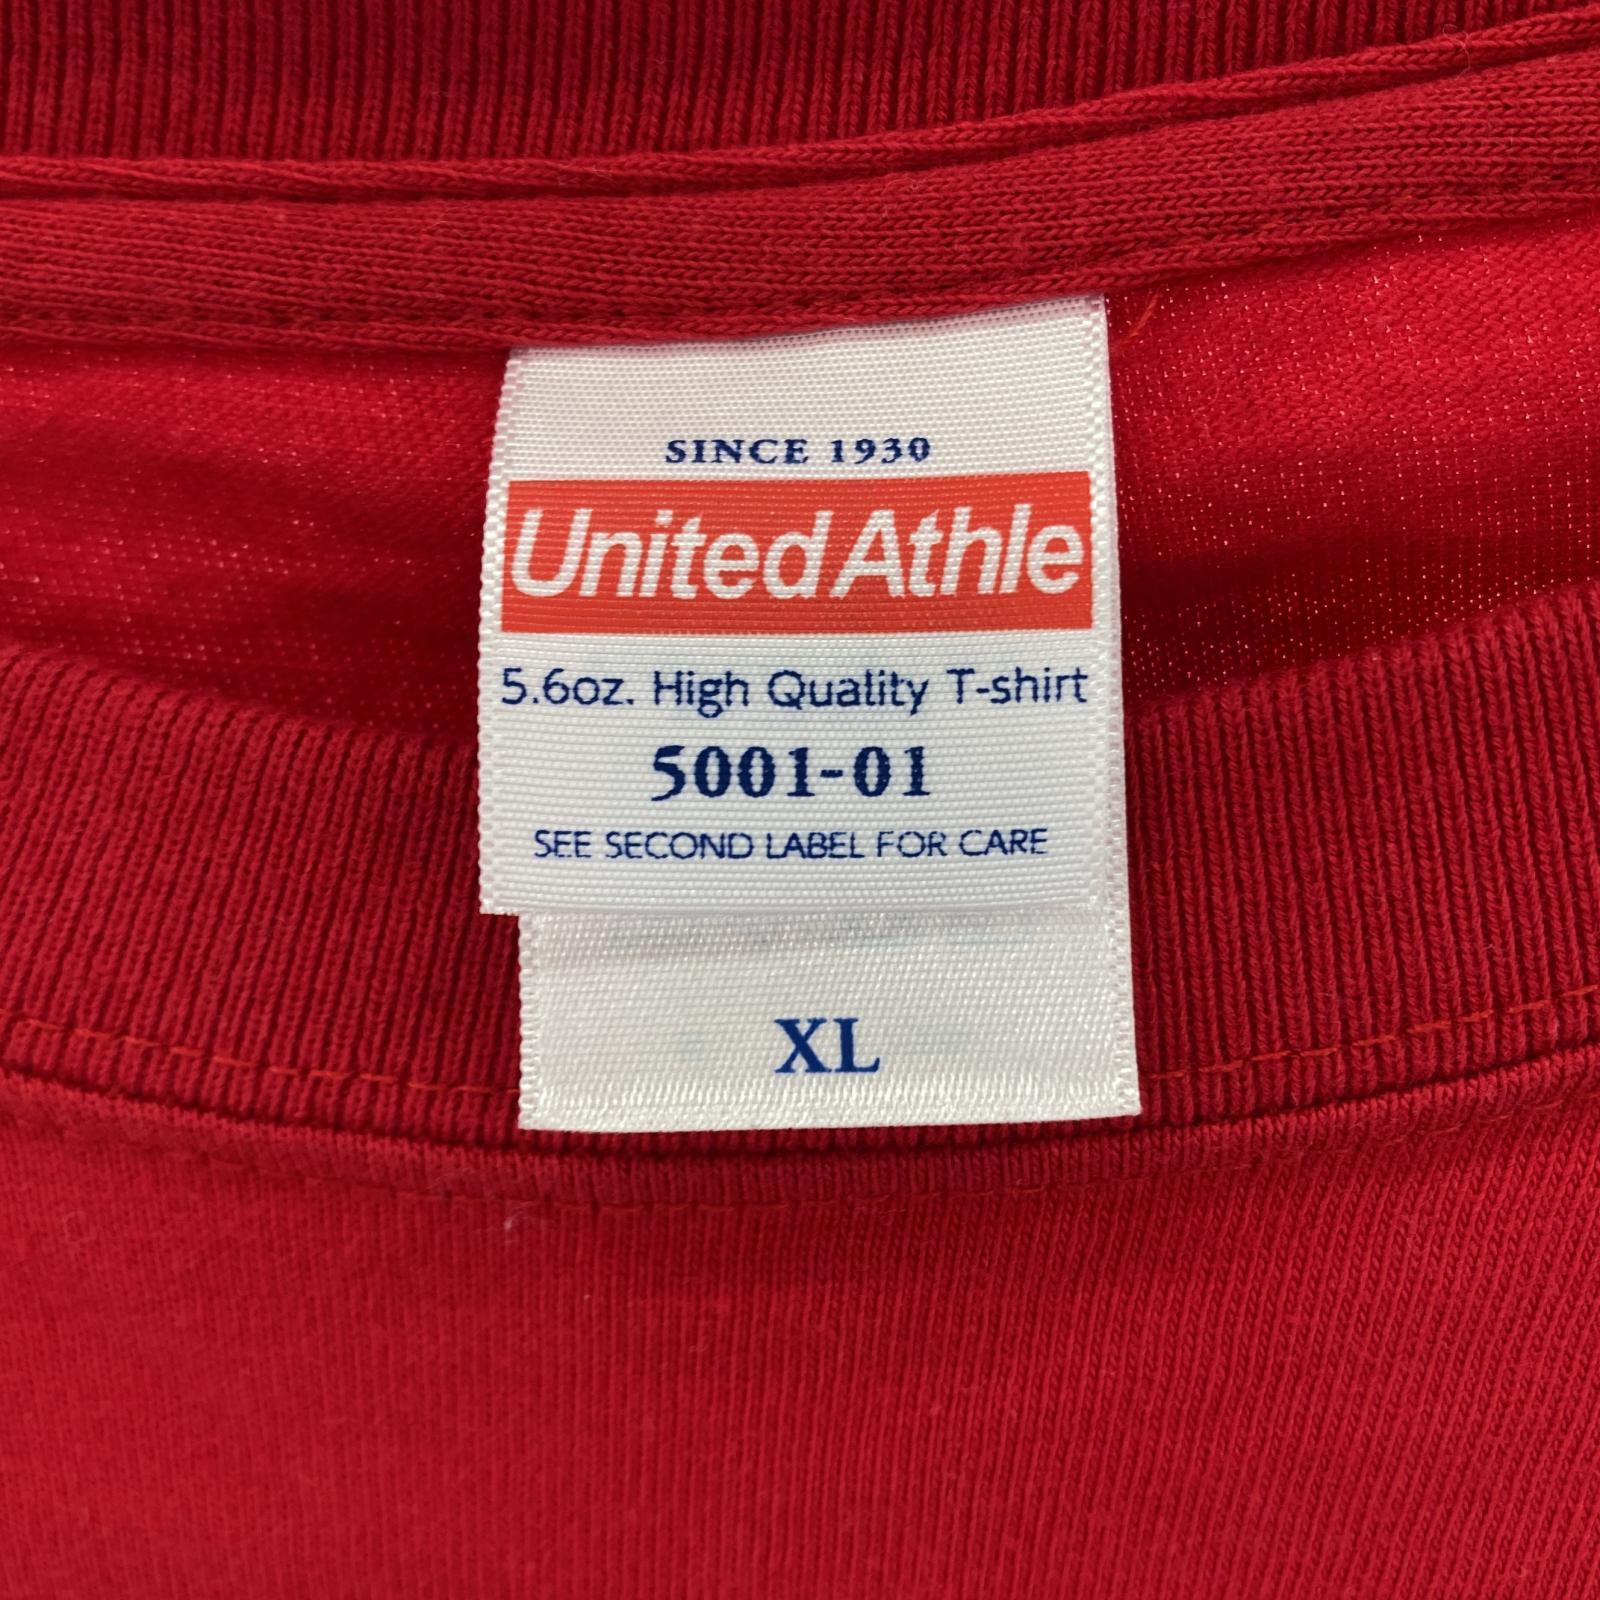 SINCE 1930
United Athle
5.6oz. High Quality T-shirt
5001-01
SEE SECOND LABEL FOR CARE
XL